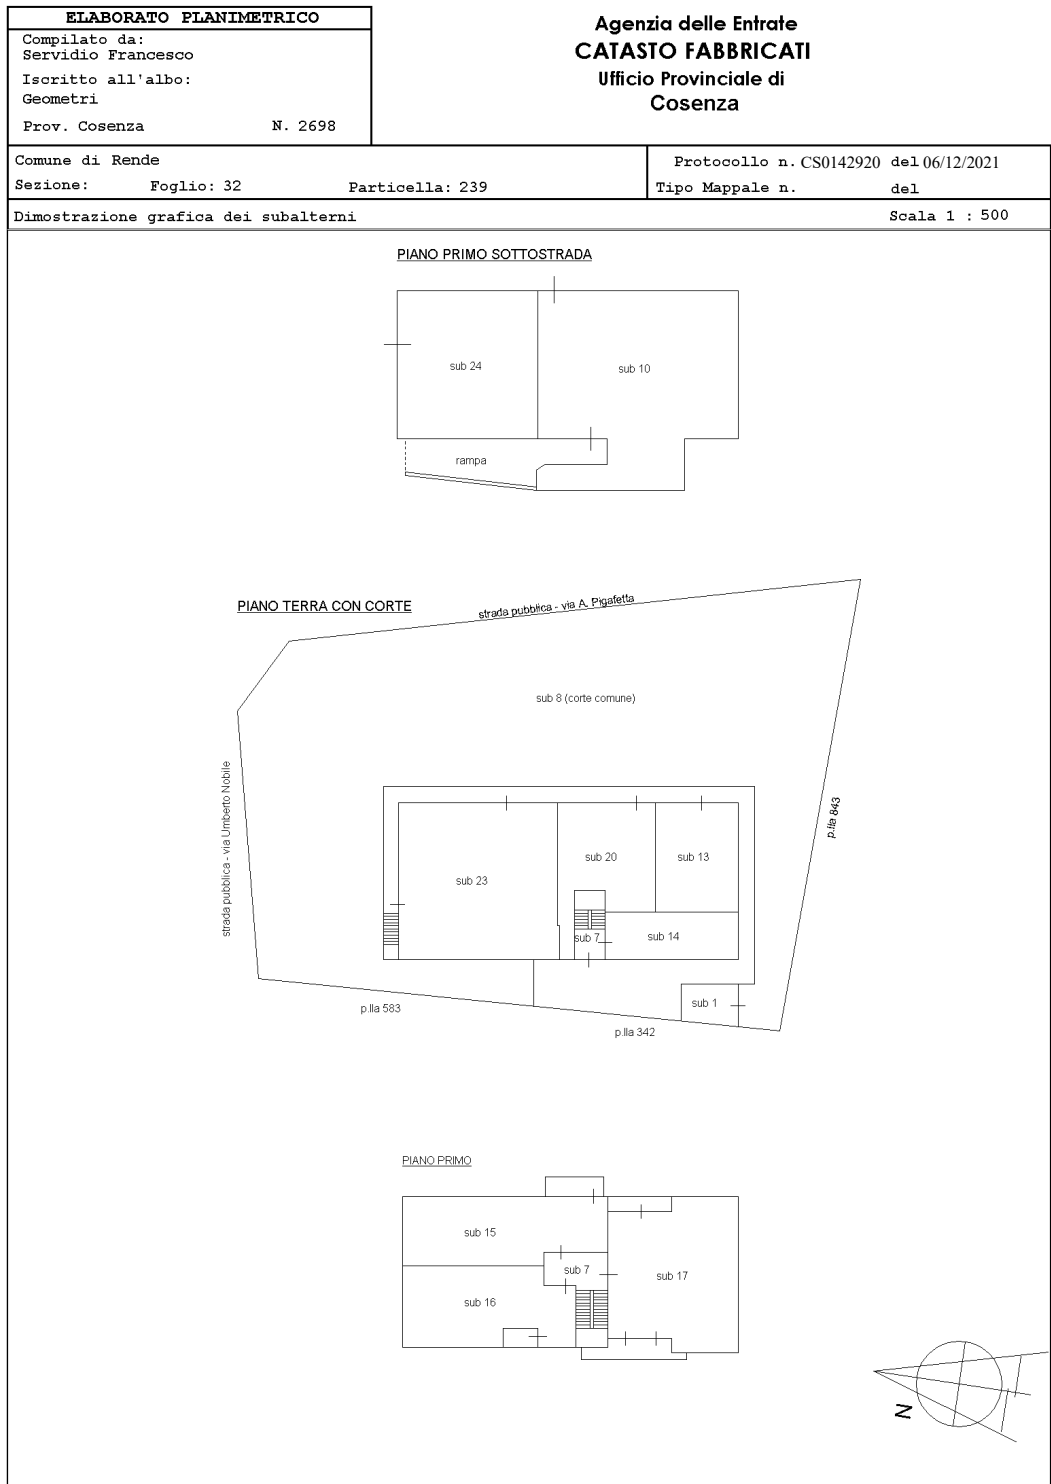 ELABORATO PLANIMETRICO
Compilato da:
Servidio Francesco
Iscritto all'albo:
Geometri
Prov. Cosenza N. 2698
Agenzia delle Entrate
CATASTO FABBRICATI
Ufficio Provinciale di
Cosenza
Comune di Rende
Sezione: Foglio: 32 Particella: 239
Protocollo n. CS0142920 del 06/12/2021
Tipo Mappale n. del
Dimostrazione grafica dei subalterni
Scala 1 : 500
PIANO PRIMO SOTTOSTRADA
sub 24
sub 10
rampa
PIANO TERRA CON CORTE
strada pubblica - via A. Pigafetta
sub 8 (corte comune)
strada pubblica - via Umberto Nobile
p.lla 843
sub 20
sub 13
sub 23
sub 7
sub 14
sub 1
p.lla 583
p.lla 342
PIANO PRIMO
sub 15
sub 7
sub 17
sub 16
N